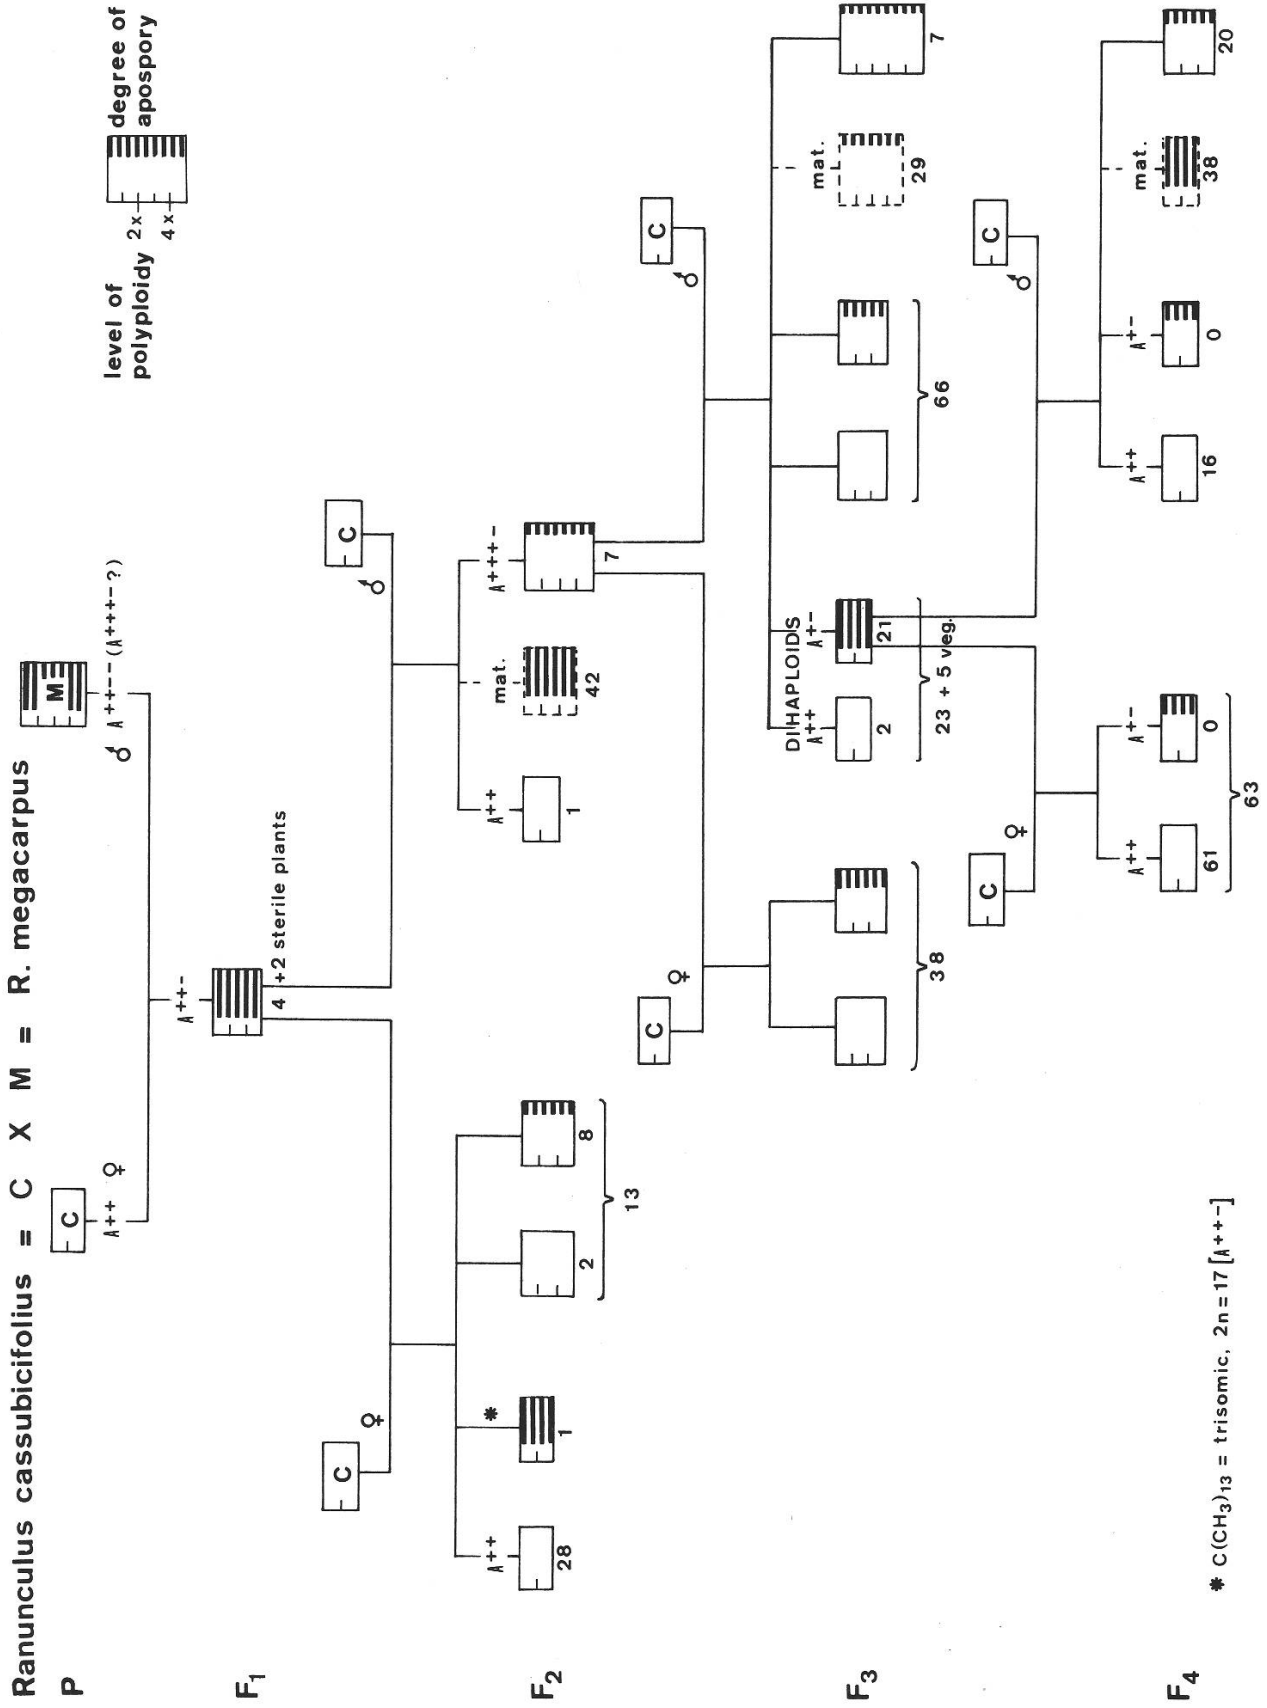 Ranunculus cassubicifolius = C X M = R. megacarpus
level of polyploidy
2x
4x
degree of apospory
P
C
A++ ♀
M
♂ A++-- (A+++-?)
F1
A++-
4 +2 sterile plants
F2
C ♀
C ♂
A++
28
*
1
2
8
13
A++
1
mat.
42
A+++-
7
F3
C ♀
C ♂
38
DIHAPLOIDS
A++
2
A+-
21
23 + 5 veg.
66
mat.
29
7
F4
C ♀
C ♂
A++
61
A+-
0
63
A++
16
A+-
0
mat.
38
20
* C(CH3)13 = trisomic, 2n=17 [A++-]